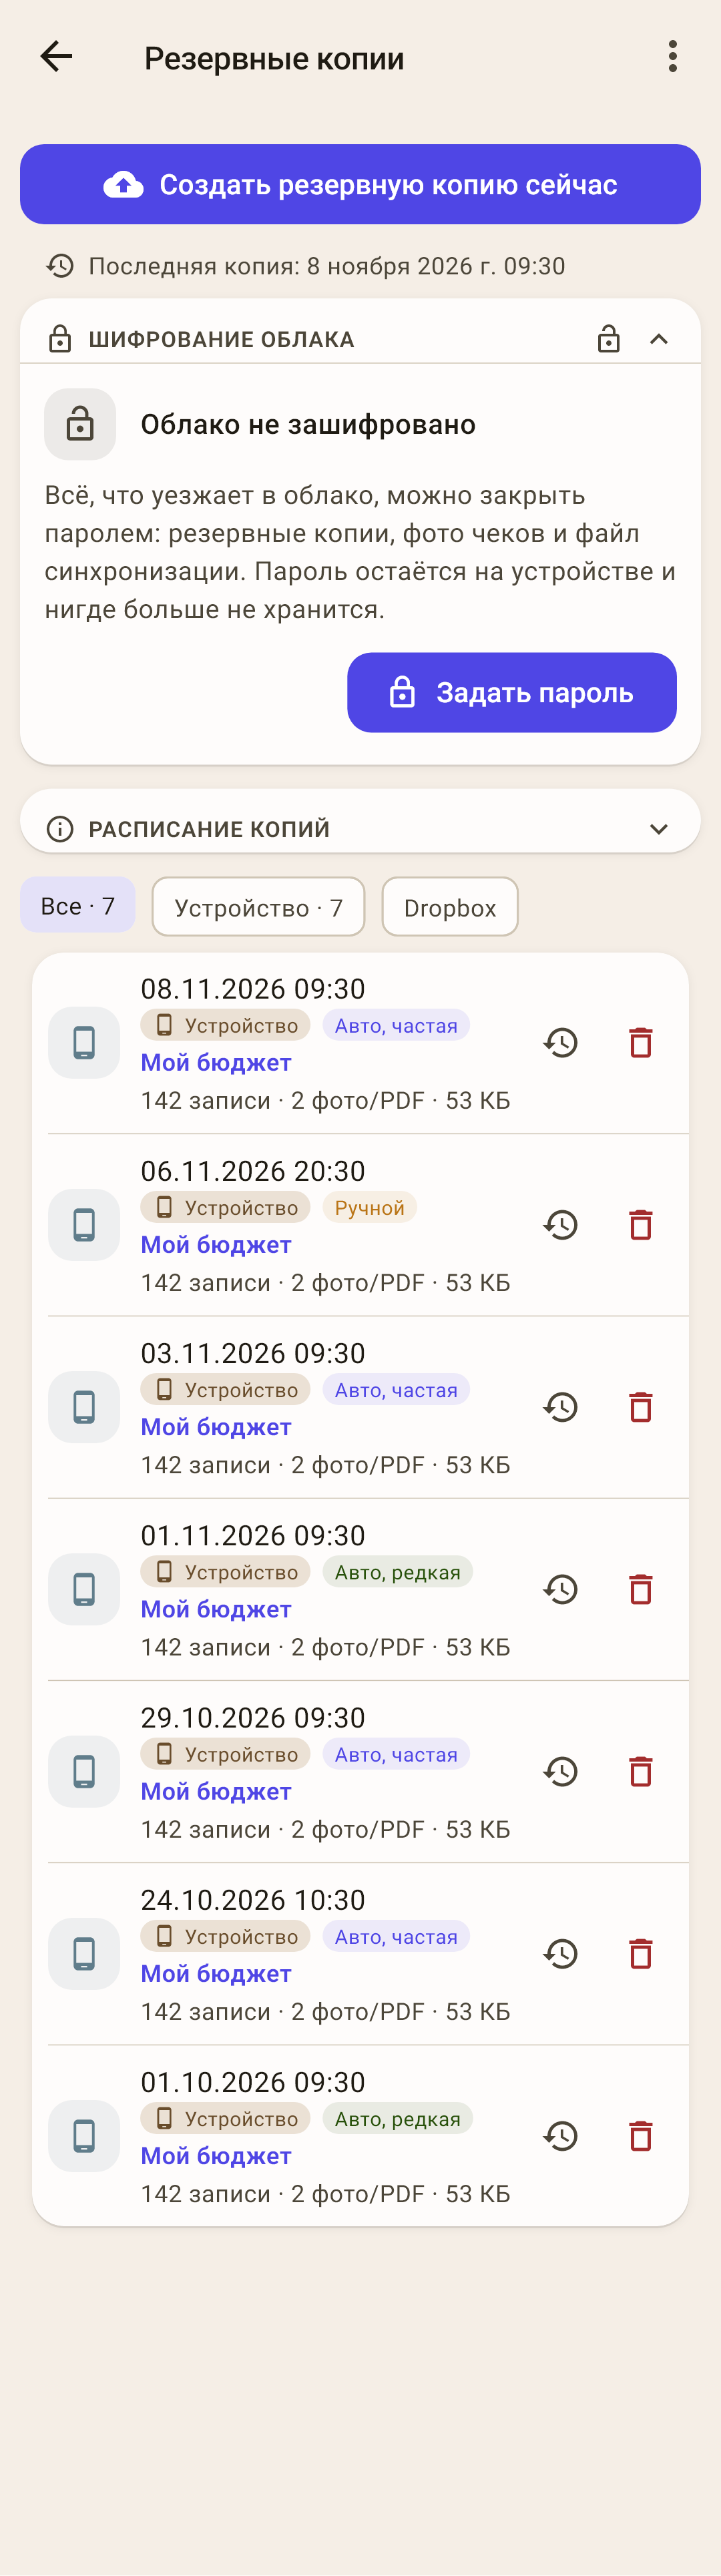 Резервные копии
Создать резервную копию сейчас
Последняя копия: 8 ноября 2026 г. 09:30
ШИФРОВАНИЕ ОБЛАКА
Облако не зашифровано
Всё, что уезжает в облако, можно закрыть
паролем: резервные копии, фото чеков и файл
синхронизации. Пароль остаётся на устройстве и
нигде больше не хранится.
Задать пароль
РАСПИСАНИЕ КОПИЙ
Все · 7 Устройство · 7 Dropbox
08.11.2026 09:30
Устройство Авто, частая
Мой бюджет
142 записи · 2 фото/PDF · 53 КБ
06.11.2026 20:30
Устройство Ручной
Мой бюджет
142 записи · 2 фото/PDF · 53 КБ
03.11.2026 09:30
Устройство Авто, частая
Мой бюджет
142 записи · 2 фото/PDF · 53 КБ
01.11.2026 09:30
Устройство Авто, редкая
Мой бюджет
142 записи · 2 фото/PDF · 53 КБ
29.10.2026 09:30
Устройство Авто, частая
Мой бюджет
142 записи · 2 фото/PDF · 53 КБ
24.10.2026 10:30
Устройство Авто, частая
Мой бюджет
142 записи · 2 фото/PDF · 53 КБ
01.10.2026 09:30
Устройство Авто, редкая
Мой бюджет
142 записи · 2 фото/PDF · 53 КБ